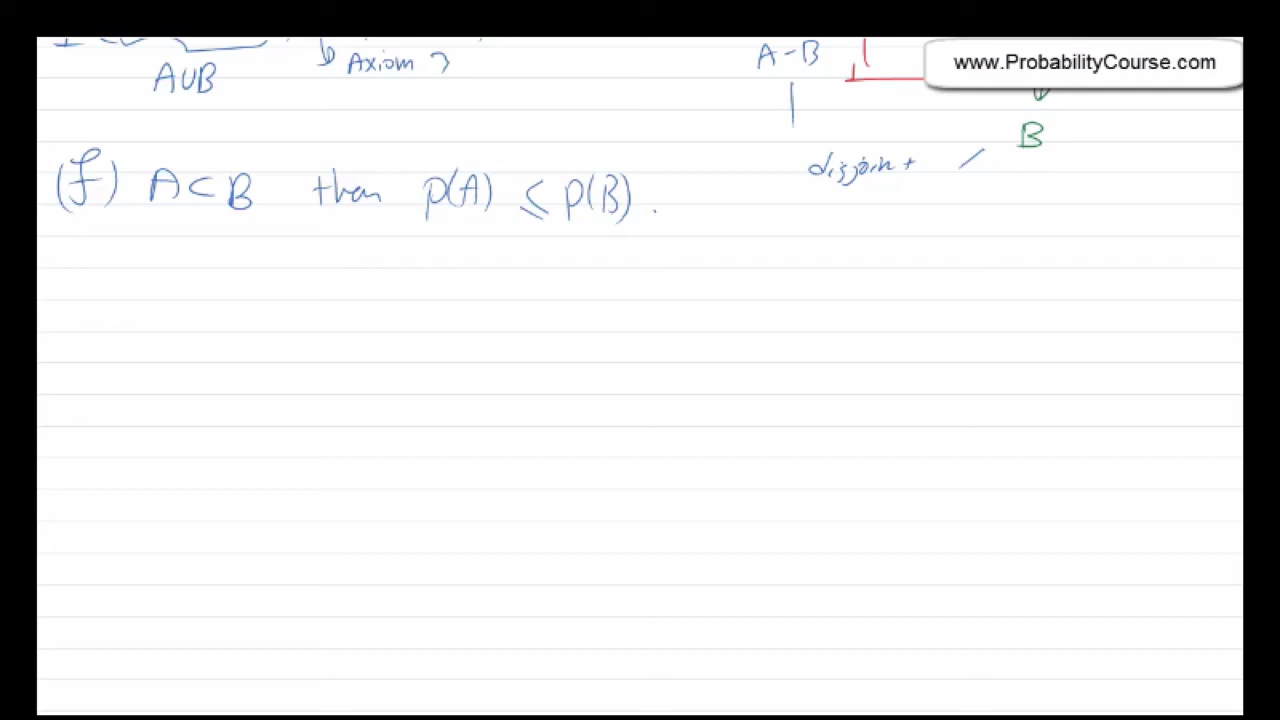 A-B
www.ProbabilityCourse.com
AUB
Axiom 3
B
disjoint
(f) A⊂B then P(A) ≤ P(B).